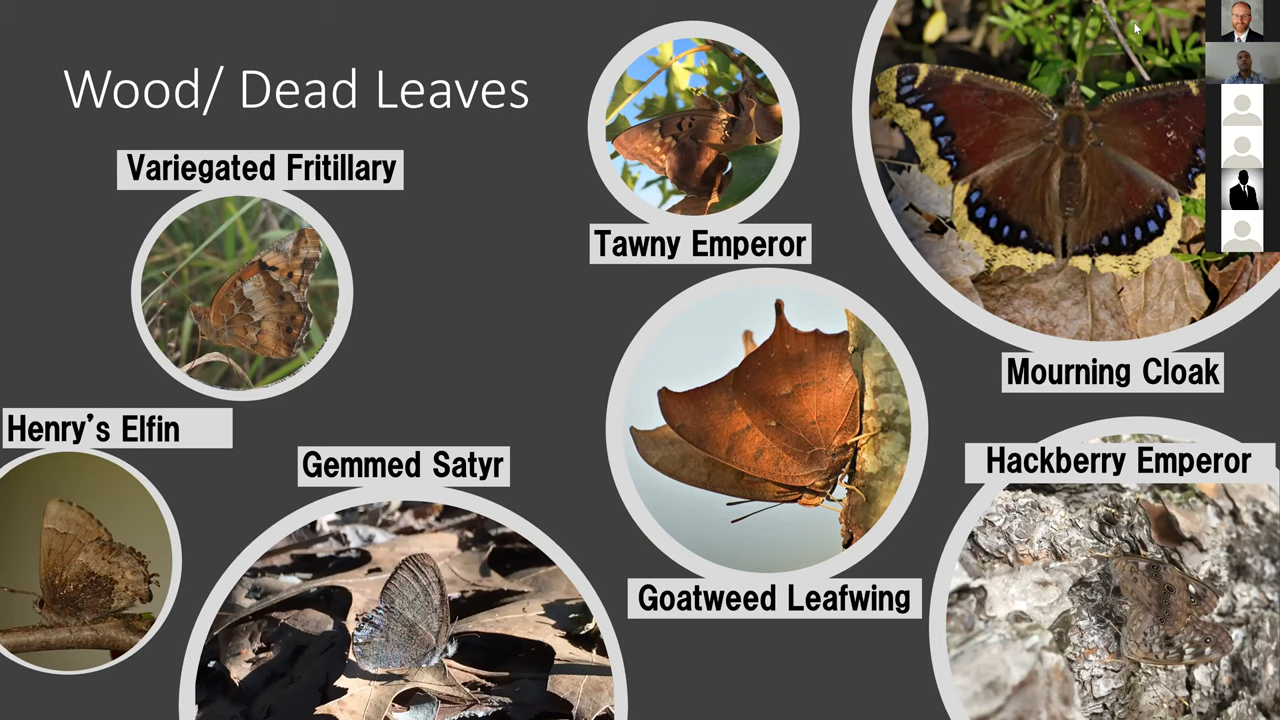 Wood/ Dead Leaves
Variegated Fritillary
Tawny Emperor
Mourning Cloak
Henry's Elfin
Gemmed Satyr
Goatweed Leafwing
Hackberry Emperor